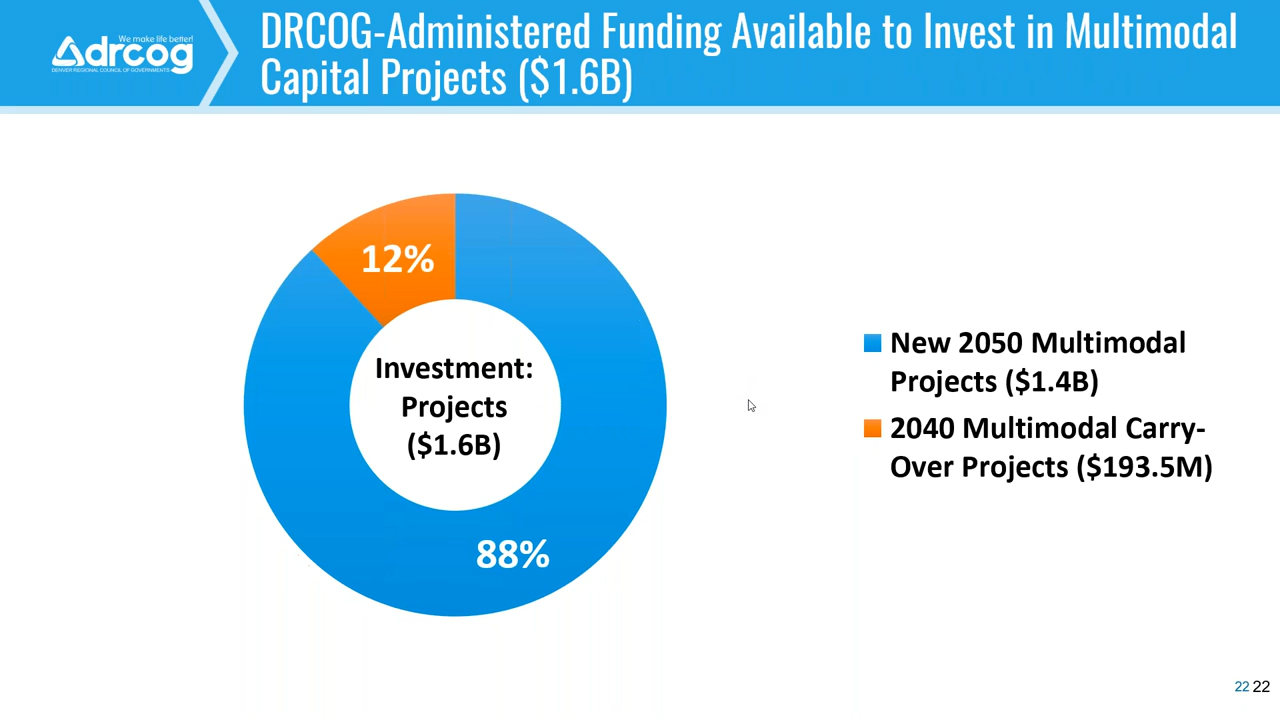 We make life better!
drcog
DENVER REGIONAL COUNCIL OF GOVERNMENTS
DRCOG-Administered Funding Available to Invest in Multimodal
Capital Projects ($1.6B)
12%
Investment:
Projects
($1.6B)
88%
New 2050 Multimodal
Projects ($1.4B)
2040 Multimodal Carry-
Over Projects ($193.5M)
22 22